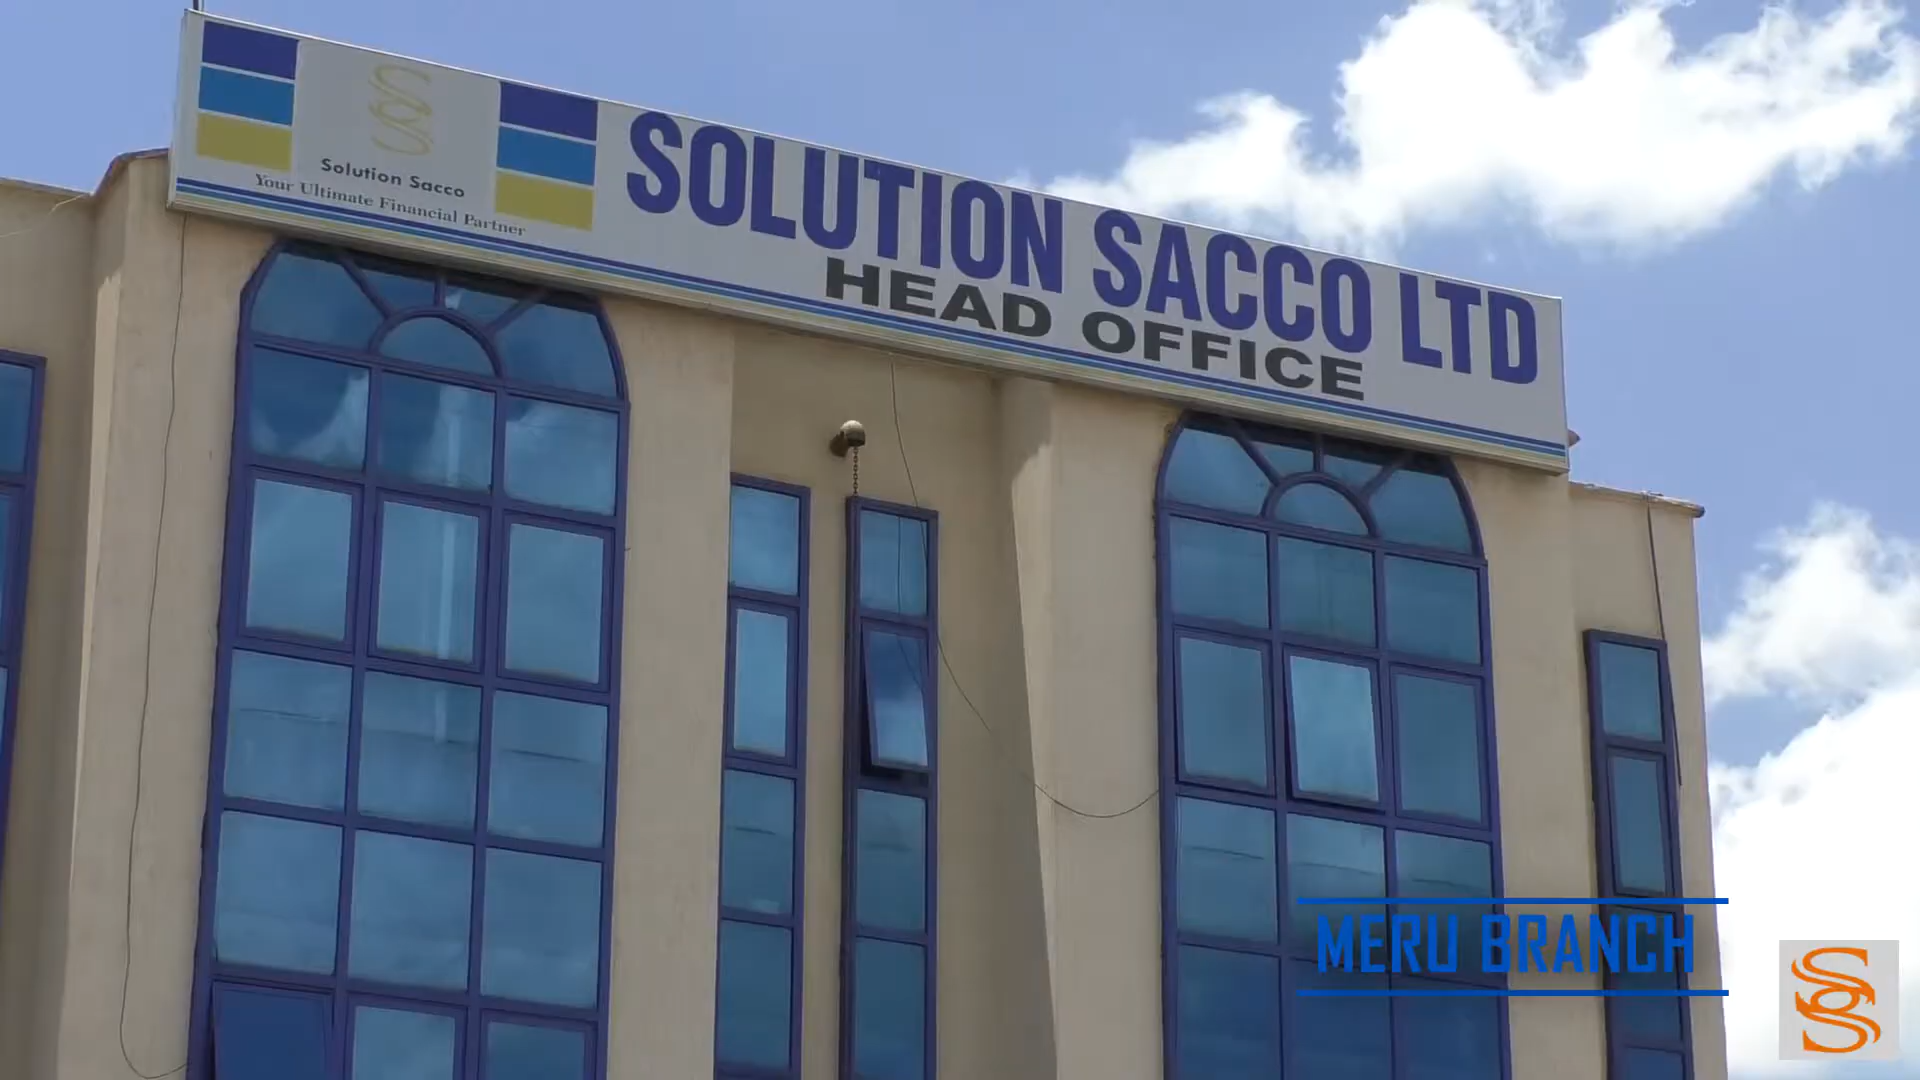 Solution Sacco
Your Ultimate Financial Partner
SOLUTION SACCO LTD
HEAD OFFICE
MERU BRANCH